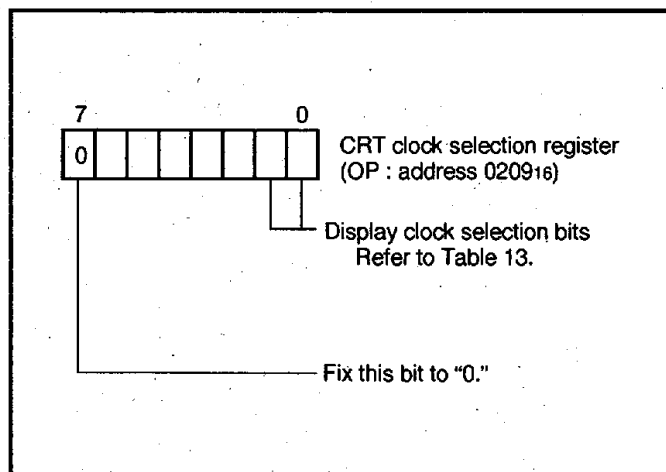 7 0
0
CRT clock selection register
(OP : address 0209₁₆)
Display clock selection bits
Refer to Table 13.
Fix this bit to “0.”